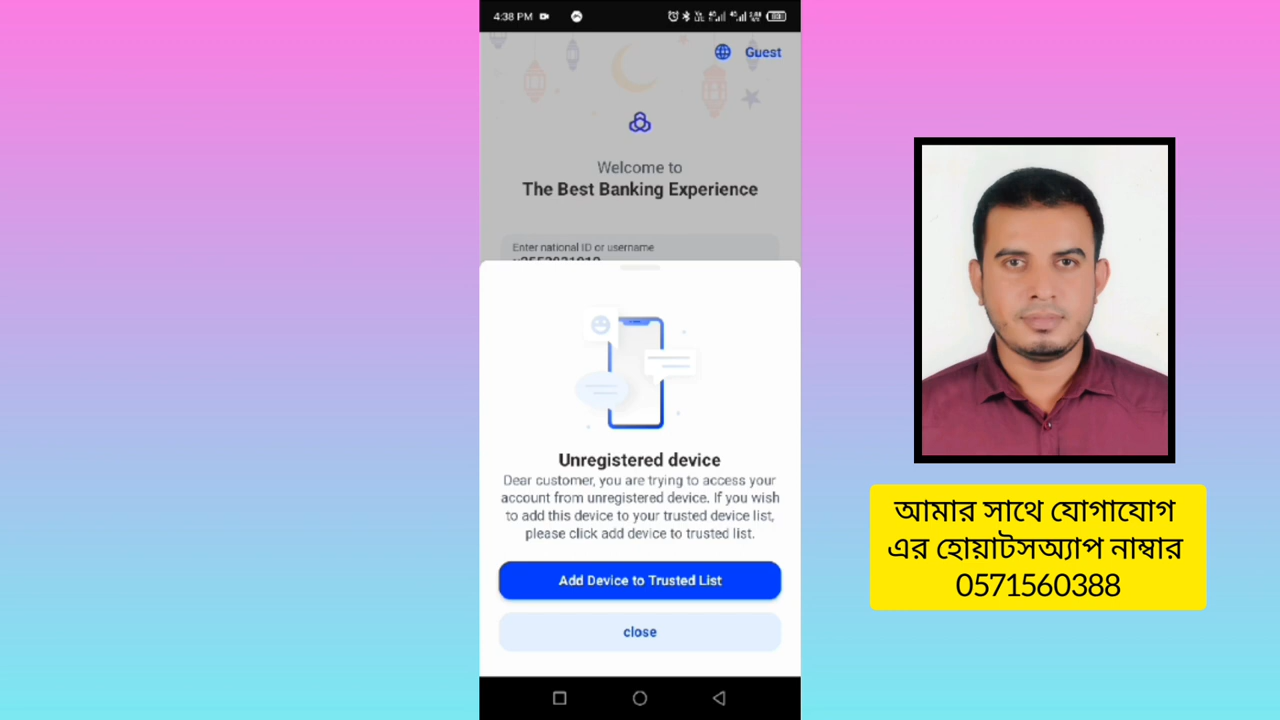 4:38 PM
Guest
Welcome to
The Best Banking Experience
Enter national ID or username
Unregistered device
Dear customer, you are trying to access your
account from unregistered device. If you wish
to add this device to your trusted device list,
please click add device to trusted list.
Add Device to Trusted List
close
আমার সাথে যোগাযোগ
এর হোয়াটসঅ্যাপ নাম্বার
0571560388